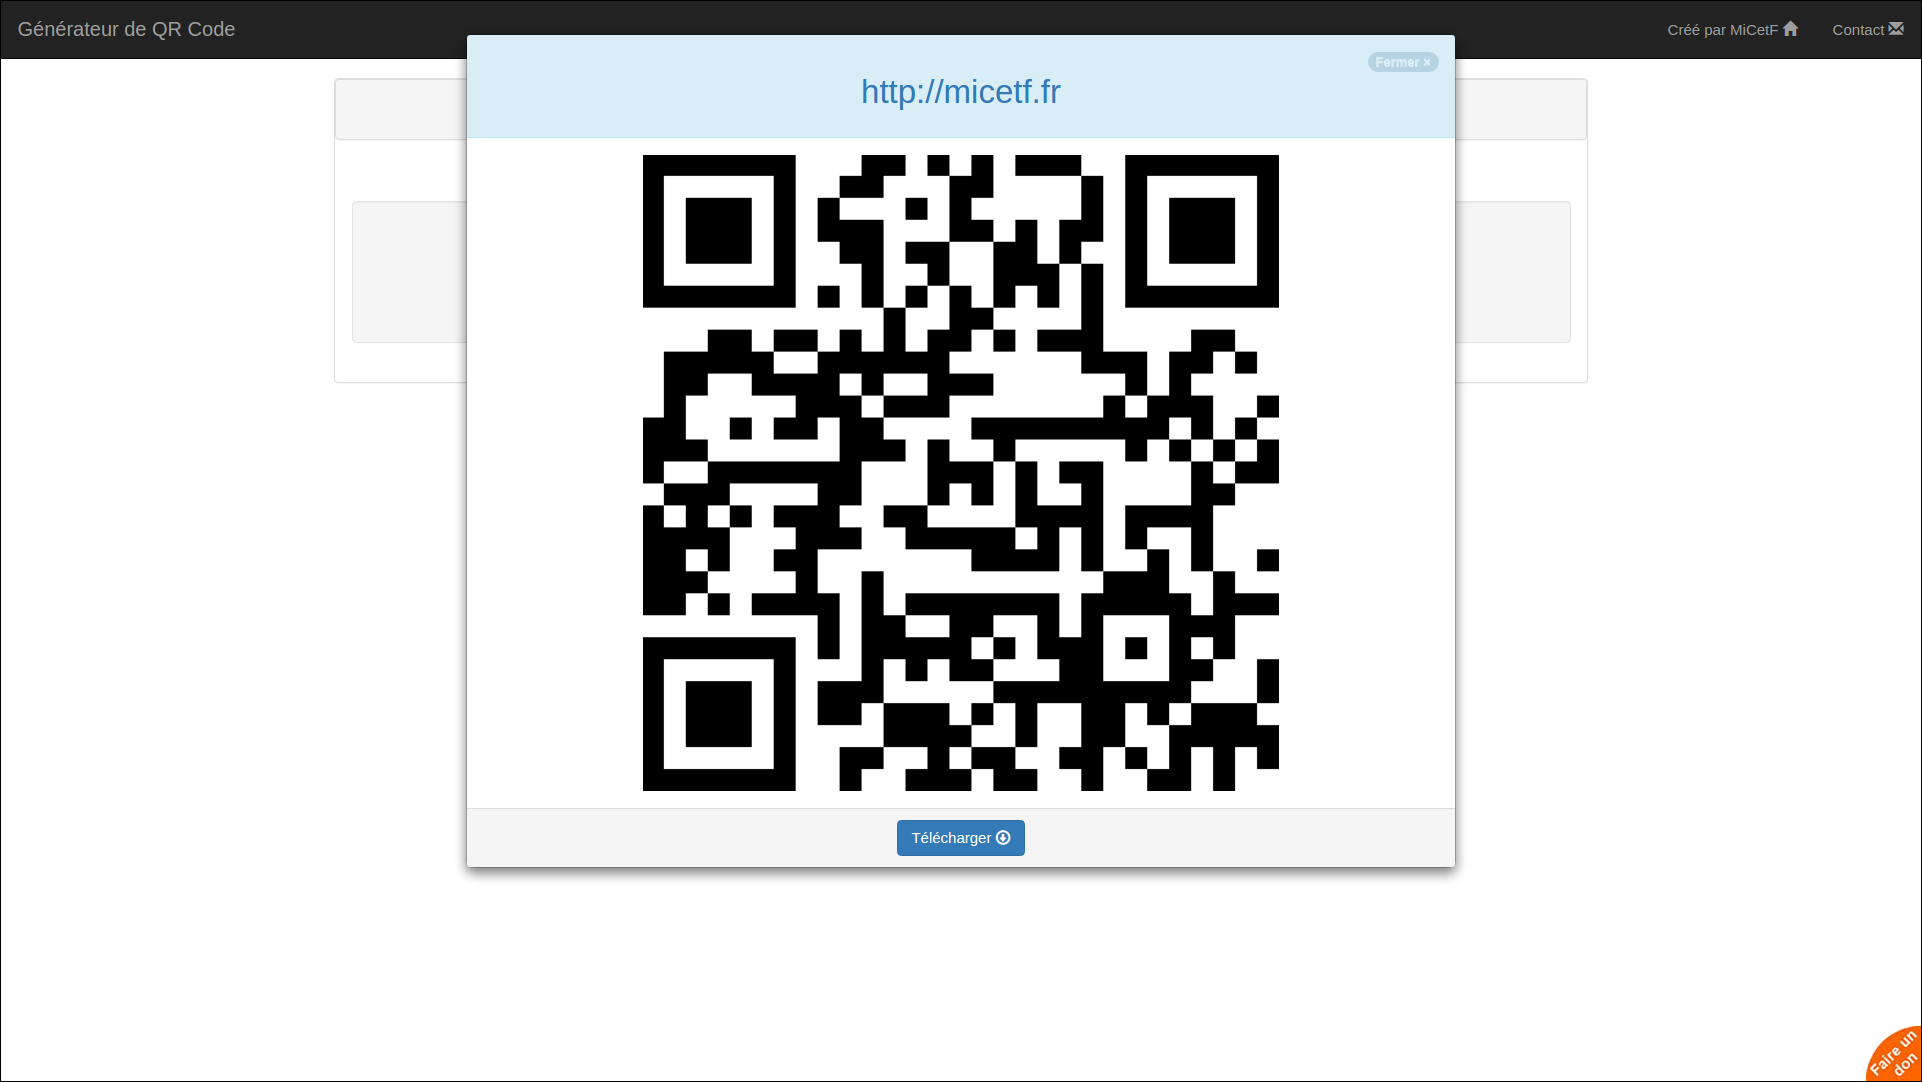 Générateur de QR Code
Créé par MiCetF
Contact
Fermer ×
http://micetf.fr
Télécharger
Faire un
don